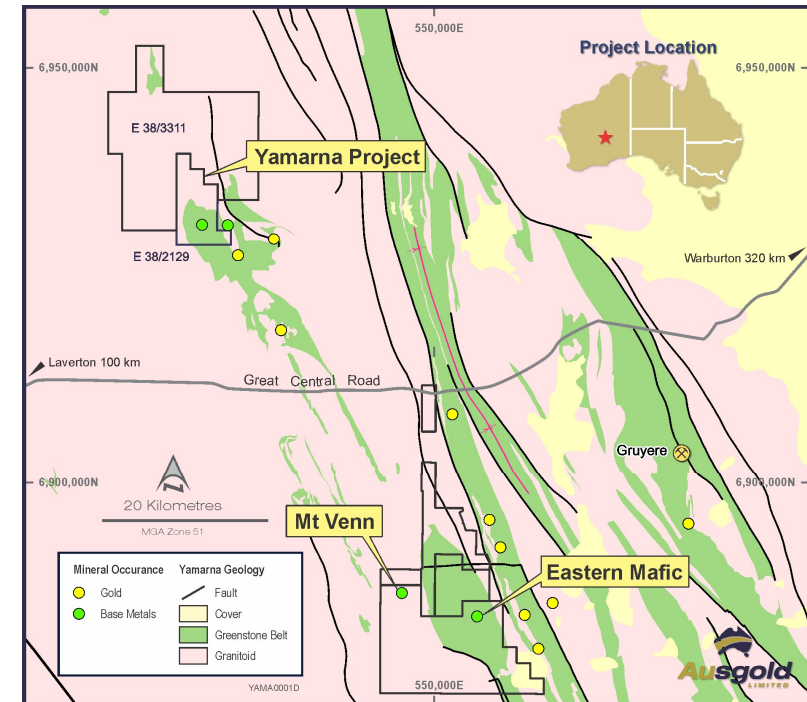 550,000E
Project Location
6,950,000N
6,950,000N
E 38/3311
Yamarna Project
E 38/2129
Warburton 320 km
Laverton 100 km
Great Central Road
Gruyere
6,900,000N
6,900,000N
N
20 Kilometres
MGA Zone 51
Mt Venn
Eastern Mafic
Mineral Occurance
Yamarna Geology
Gold
Fault
Base Metals
Cover
Greenstone Belt
Granitoid
YAMA0001D
550,000E
Ausgold
LIMITED